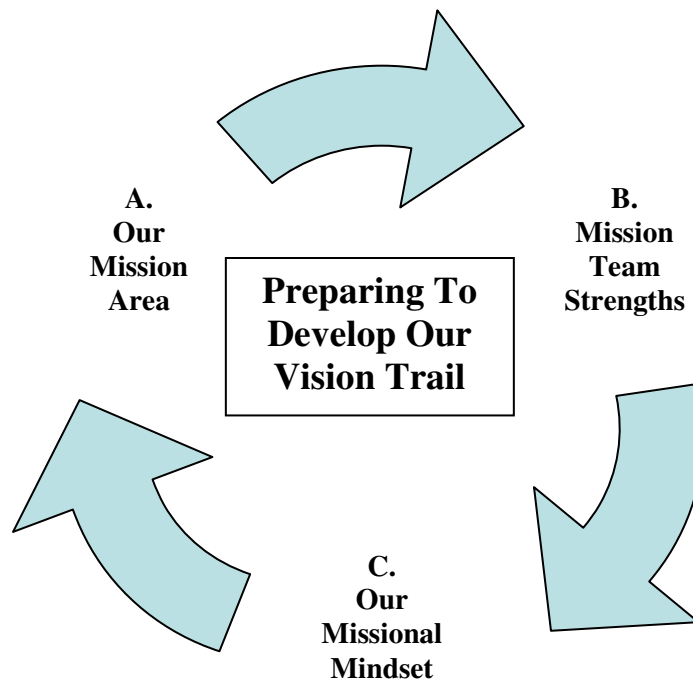 A.
Our
Mission
Area
B.
Mission
Team
Strengths
Preparing To
Develop Our
Vision Trail
C.
Our
Missional
Mindset